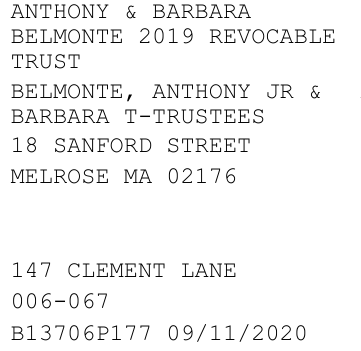 ANTHONY & BARBARA
BELMONTE 2019 REVOCABLE
TRUST
BELMONTE, ANTHONY JR &
BARBARA T-TRUSTEES
18 SANFORD STREET
MELROSE MA 02176
147 CLEMENT LANE
006-067
B13706P177 09/11/2020